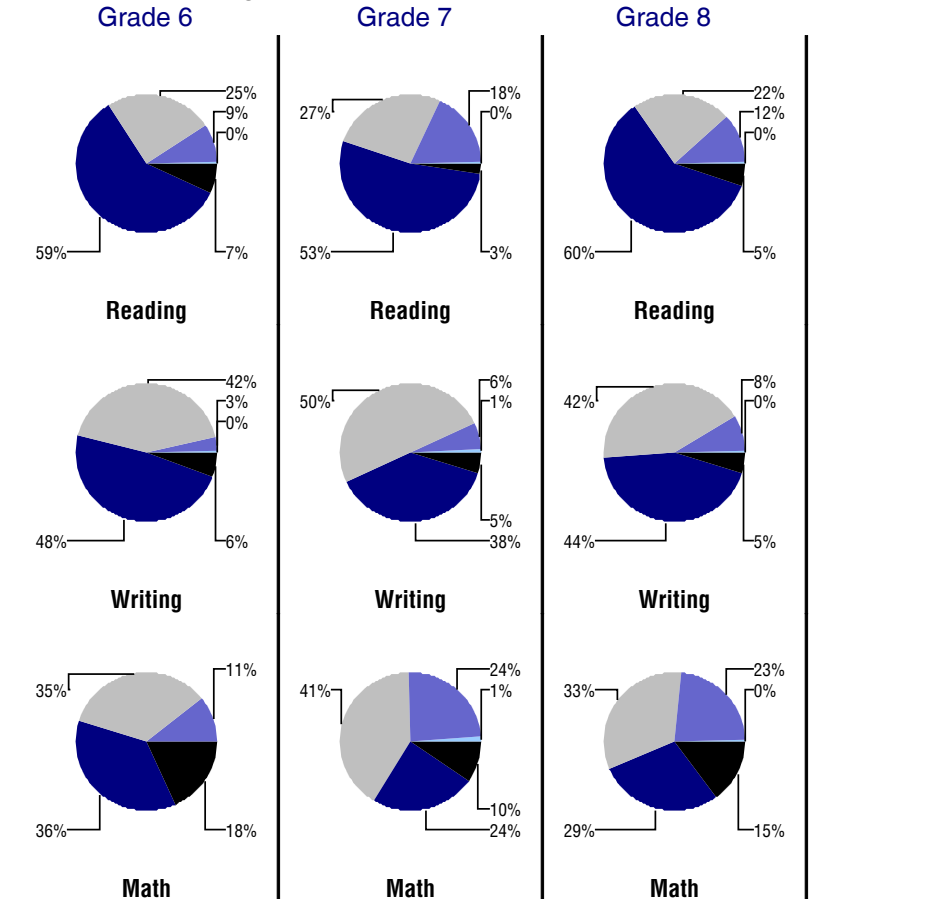 Grade 6 Grade 7 Grade 8
25% 18% 22%
9% 27% 0% 12%
0% 0%
59% 7% 53% 3% 60% 5%
Reading Reading Reading
42% 6% 8%
3% 50% 1% 42% 0%
0%
5%
48% 6% 38% 44% 5%
Writing Writing Writing
11% 24% 23%
35% 41% 1% 33% 0%
10%
36% 18% 24% 29% 15%
Math Math Math